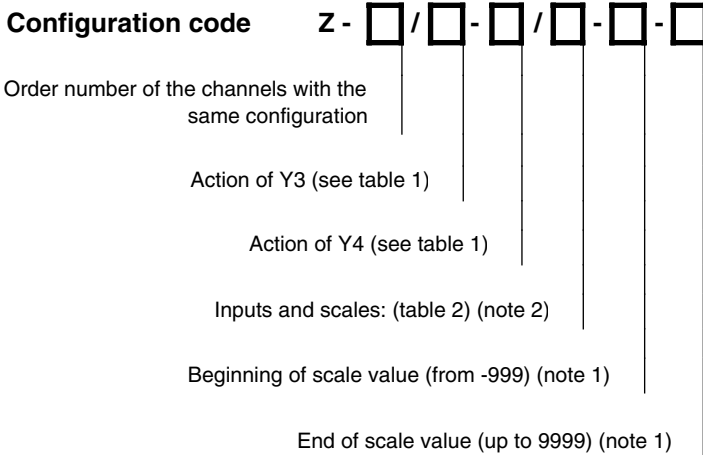 Configuration code Z - / - / - -
Order number of the channels with the
same configuration
Action of Y3 (see table 1)
Action of Y4 (see table 1)
Inputs and scales: (table 2) (note 2)
Beginning of scale value (from -999) (note 1)
End of scale value (up to 9999) (note 1)